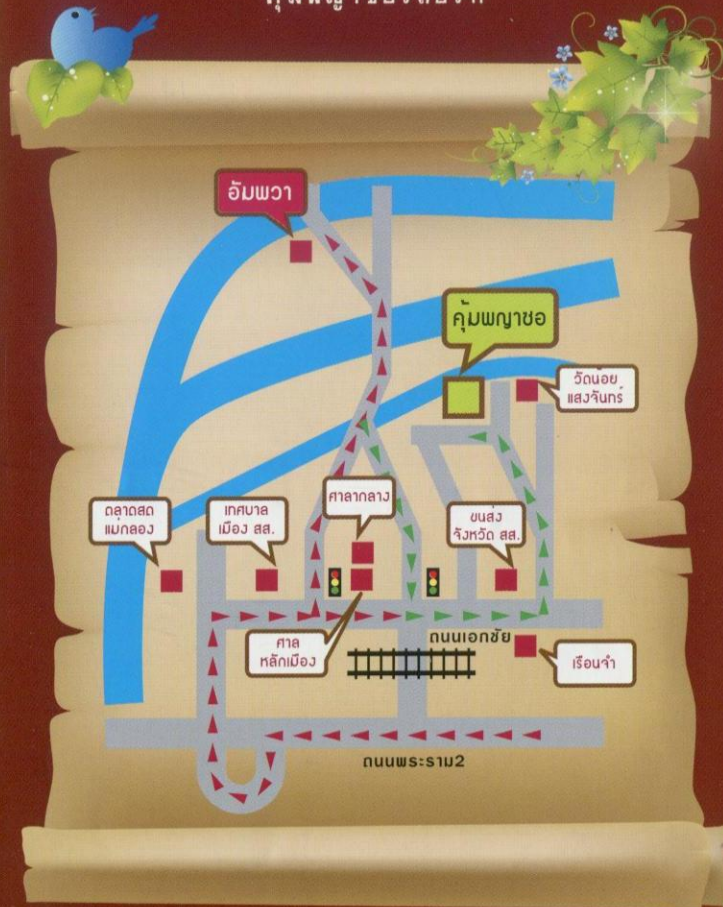 อัมพวา
คุ้มพญาซอ
วัดน้อย
แสงจันทร์
ตลาดสด
แม่กลอง
เทศบาล
เมือง สส.
ศาลากลาง
ขนส่ง
จังหวัด สส.
ถนนเอกชัย
ศาล
หลักเมือง
เรือนจำ
ถนนพระราม2